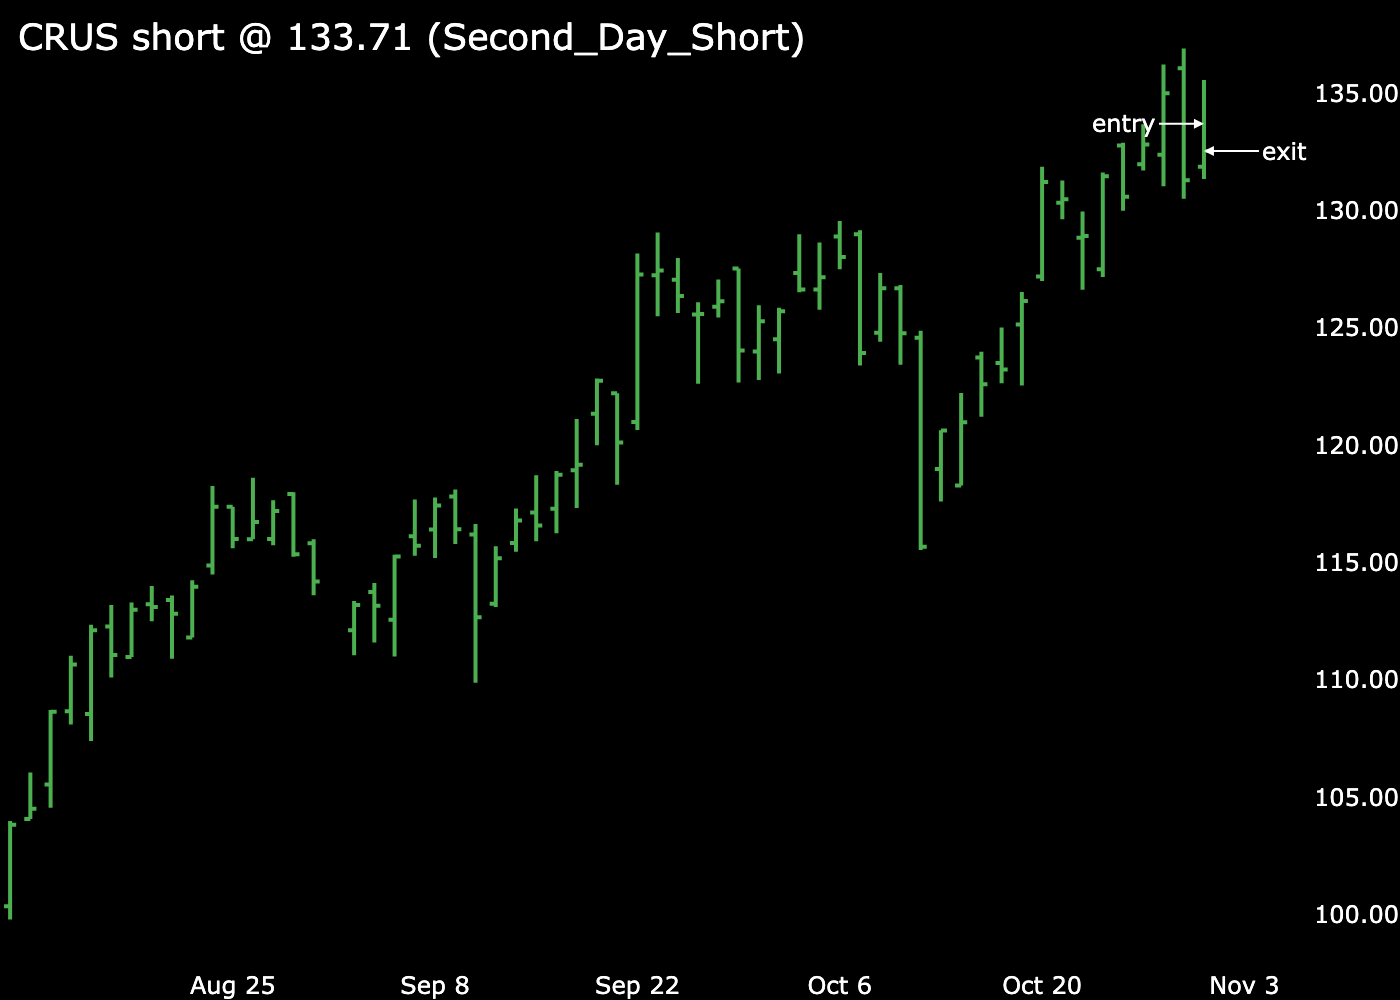 CRUS short @ 133.71 (Second_Day_Short)
135.00
entry
exit
130.00
125.00
120.00
115.00
110.00
105.00
100.00
Aug 25 Sep 8 Sep 22 Oct 6 Oct 20 Nov 3